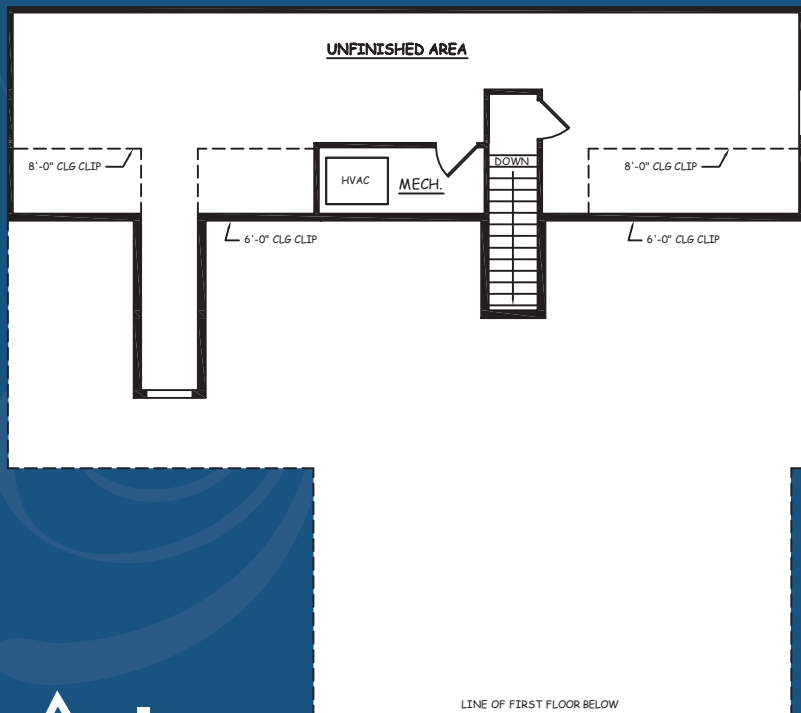 UNFINISHED AREA
8'-0" CLG CLIP
HVAC
MECH.
DOWN
8'-0" CLG CLIP
6'-0" CLG CLIP
6'-0" CLG CLIP
LINE OF FIRST FLOOR BELOW